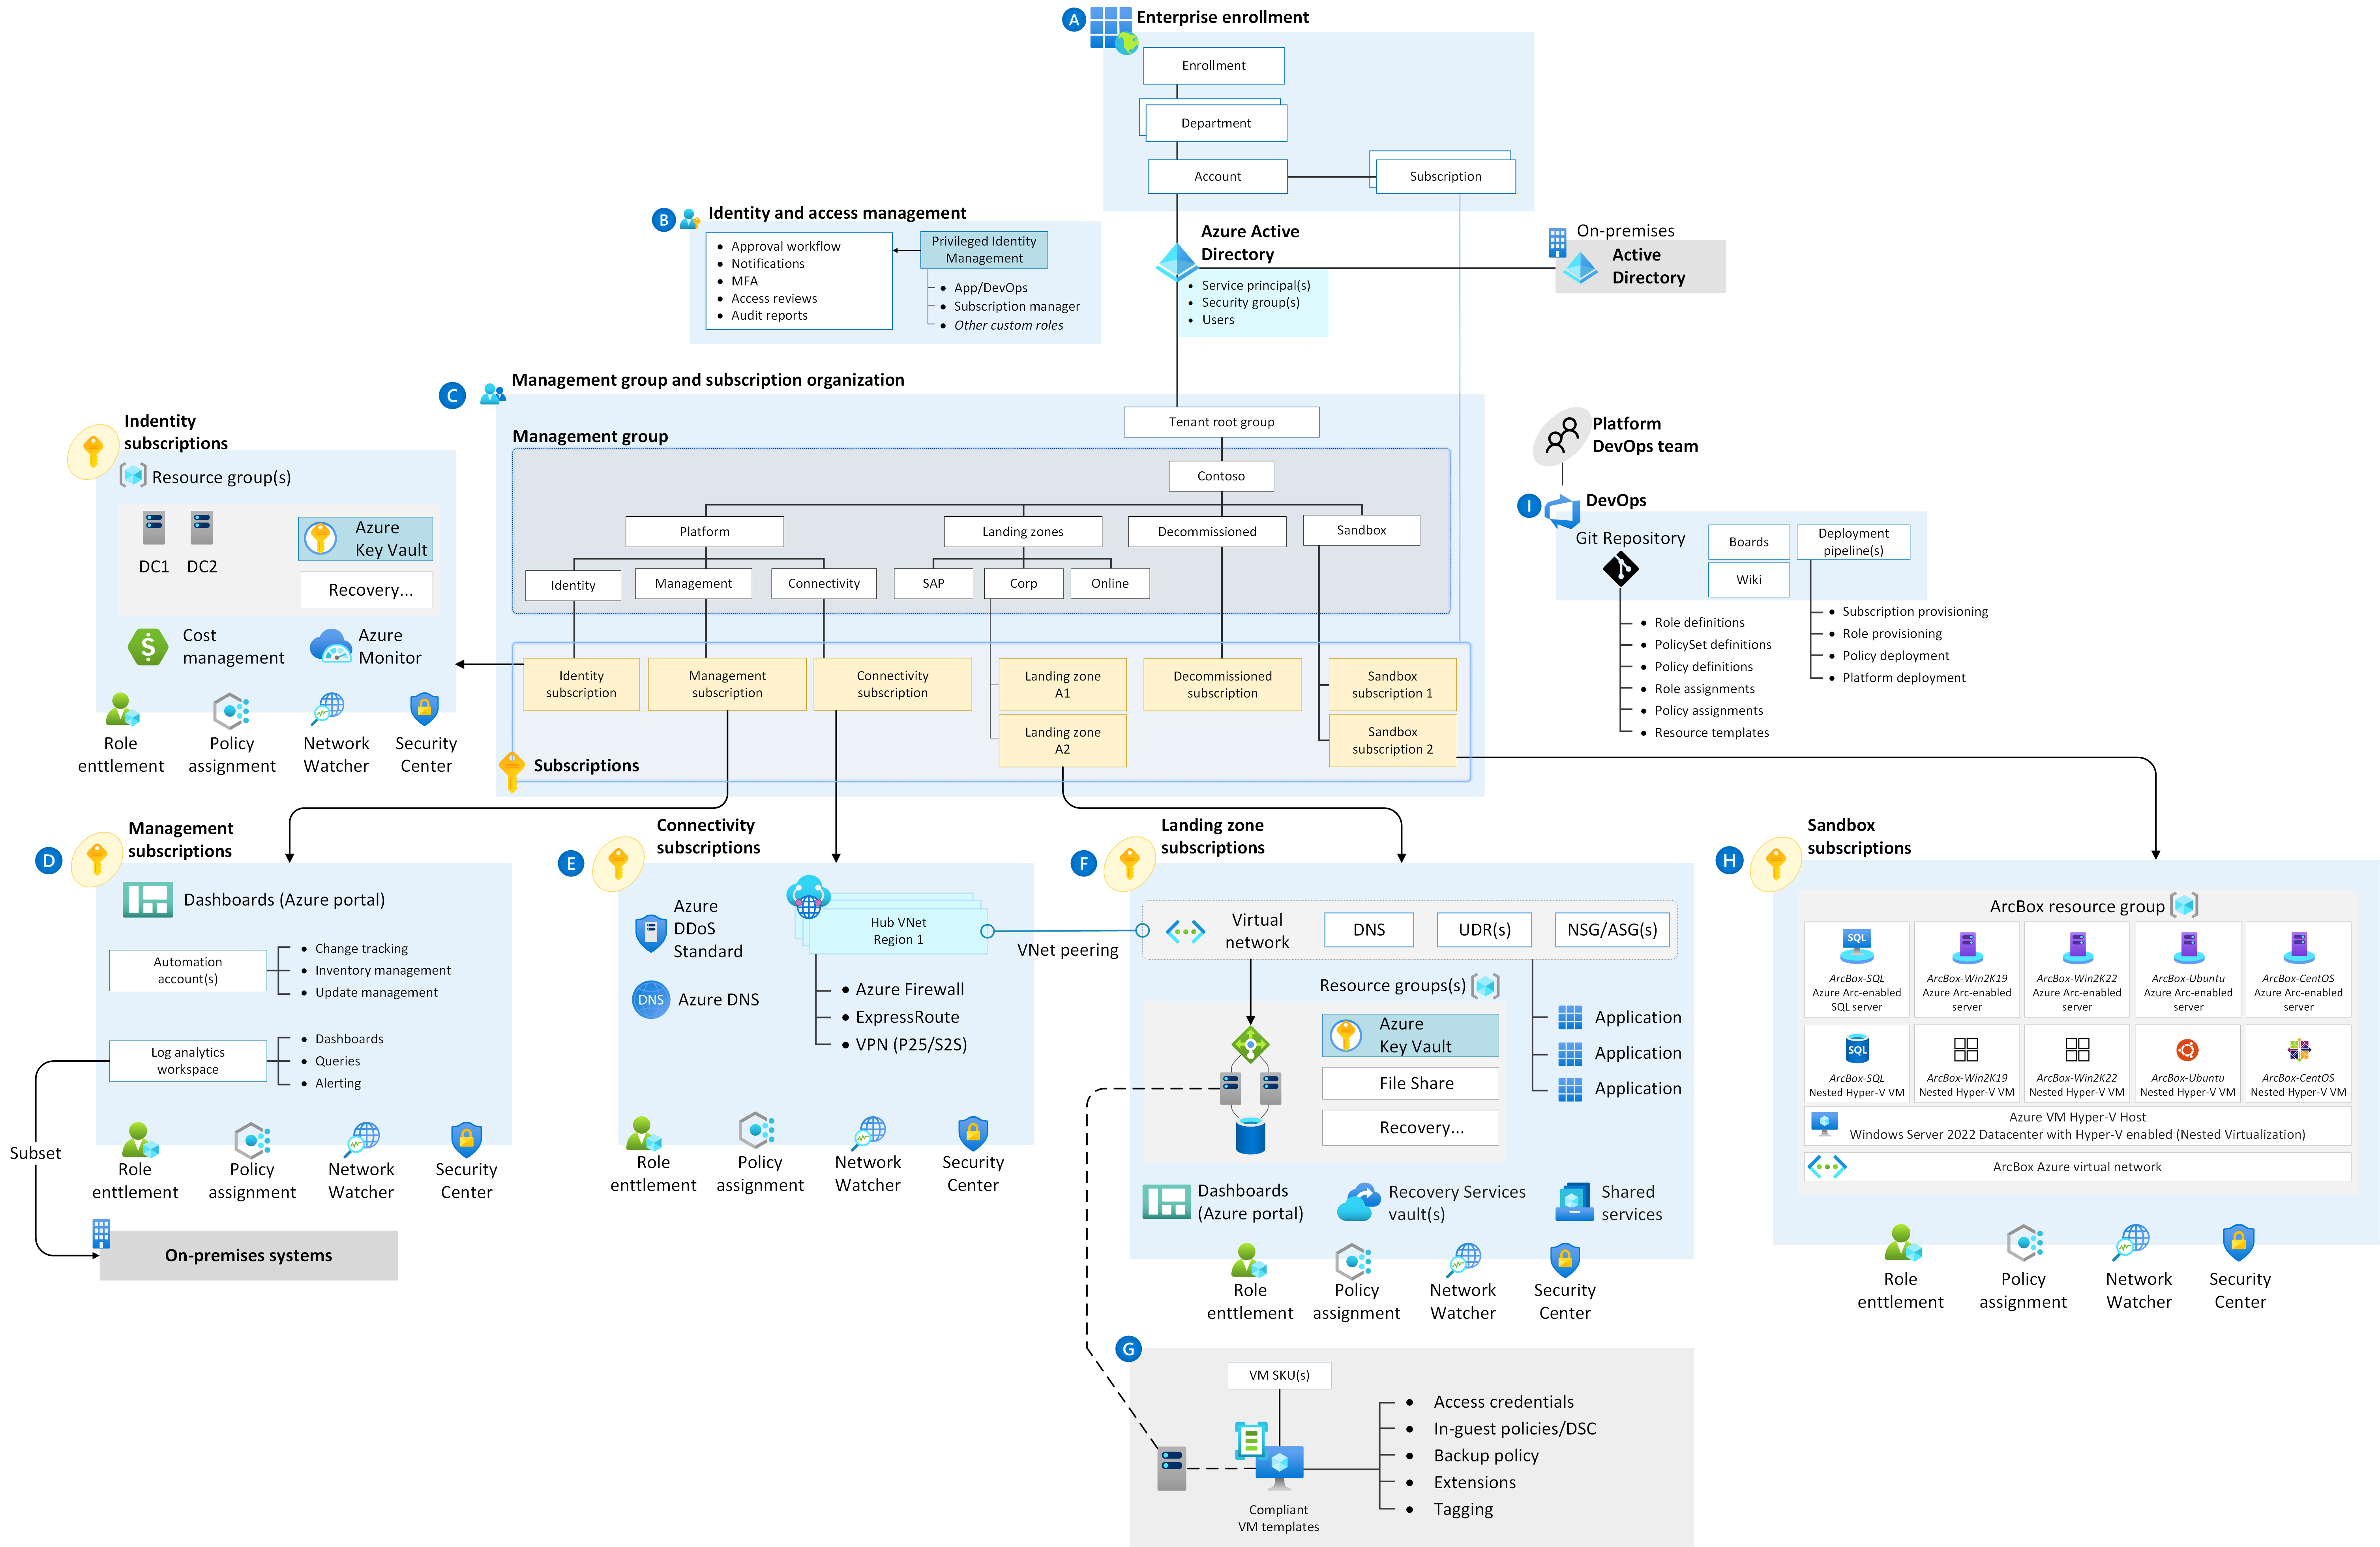 A
Enterprise enrollment
Enrollment
Department
Account
Subscription
B
Identity and access management
Approval workflow
Notifications
MFA
Access reviews
Audit reports
Privileged Identity
Management
App/DevOps
Subscription manager
Other custom roles
Azure Active
Directory
Service principal(s)
Security group(s)
Users
On-premises
Active
Directory
C
Management group and subscription organization
Tenant root group
Management group
Contoso
Platform
Landing zones
Decommissioned
Sandbox
Identity
Management
Connectivity
SAP
Corp
Online
Identity
subscription
Management
subscription
Connectivity
subscription
Landing zone
A1
Landing zone
A2
Decommissioned
subscription
Sandbox
subscription 1
Sandbox
subscription 2
Subscriptions
Indentity
subscriptions
Resource group(s)
DC1
DC2
Azure
Key Vault
Recovery...
Cost
management
Azure
Monitor
Role
enttlement
Policy
assignment
Network
Watcher
Security
Center
Platform
DevOps team
I
DevOps
Git Repository
Boards
Wiki
Deployment
pipeline(s)
Role definitions
PolicySet definitions
Policy definitions
Role assignments
Policy assignments
Resource templates
Subscription provisioning
Role provisioning
Policy deployment
Platform deployment
D
Management
subscriptions
Dashboards (Azure portal)
Automation
account(s)
Change tracking
Inventory management
Update management
Log analytics
workspace
Dashboards
Queries
Alerting
Subset
Role
enttlement
Policy
assignment
Network
Watcher
Security
Center
On-premises systems
E
Connectivity
subscriptions
Azure
DDoS
Standard
Azure DNS
DNS
Hub VNet
Region 1
Azure Firewall
ExpressRoute
VPN (P25/S2S)
VNet peering
Role
enttlement
Policy
assignment
Network
Watcher
Security
Center
F
Landing zone
subscriptions
Virtual
network
DNS
UDR(s)
NSG/ASG(s)
Resource groups(s)
Azure
Key Vault
File Share
Recovery...
Application
Application
Application
Dashboards
(Azure portal)
Recovery Services
vault(s)
Shared
services
Role
enttlement
Policy
assignment
Network
Watcher
Security
Center
G
VM SKU(s)
Compliant
VM templates
Access credentials
In-guest policies/DSC
Backup policy
Extensions
Tagging
H
Sandbox
subscriptions
ArcBox resource group
SQL
ArcBox-SQL
Azure Arc-enabled
SQL server
ArcBox-Win2K19
Azure Arc-enabled
server
ArcBox-Win2K22
Azure Arc-enabled
server
ArcBox-Ubuntu
Azure Arc-enabled
server
ArcBox-CentOS
Azure Arc-enabled
server
SQL
ArcBox-SQL
Nested Hyper-V VM
ArcBox-Win2K19
Nested Hyper-V VM
ArcBox-Win2K22
Nested Hyper-V VM
ArcBox-Ubuntu
Nested Hyper-V VM
ArcBox-CentOS
Nested Hyper-V VM
Azure VM Hyper-V Host
Windows Server 2022 Datacenter with Hyper-V enabled (Nested Virtualization)
ArcBox Azure virtual network
Role
enttlement
Policy
assignment
Network
Watcher
Security
Center